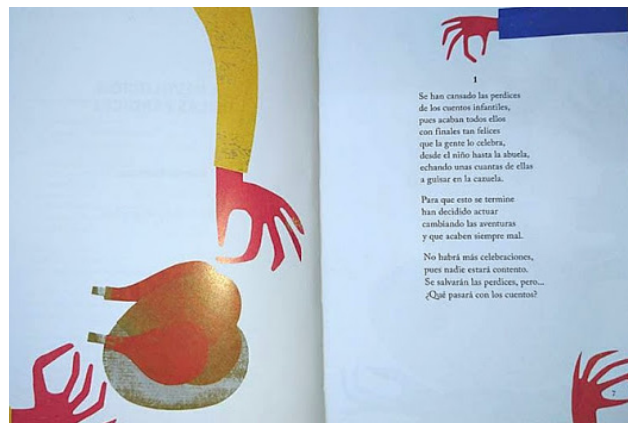 1
Se han cansado las perdices
de los cuentos infantiles,
pues acaban todos ellos
con finales tan felices
que la gente lo celebra,
desde el niño hasta la abuela,
echando unas cuantas de ellas
a guisar en la cazuela.
Para que esto se termine
han decidido actuar
cambiando las aventuras
y que acaben siempre mal.
No habrá más celebraciones,
pues nadie estará contento.
Se salvarán las perdices, pero...
¿Qué pasará con los cuentos?
7